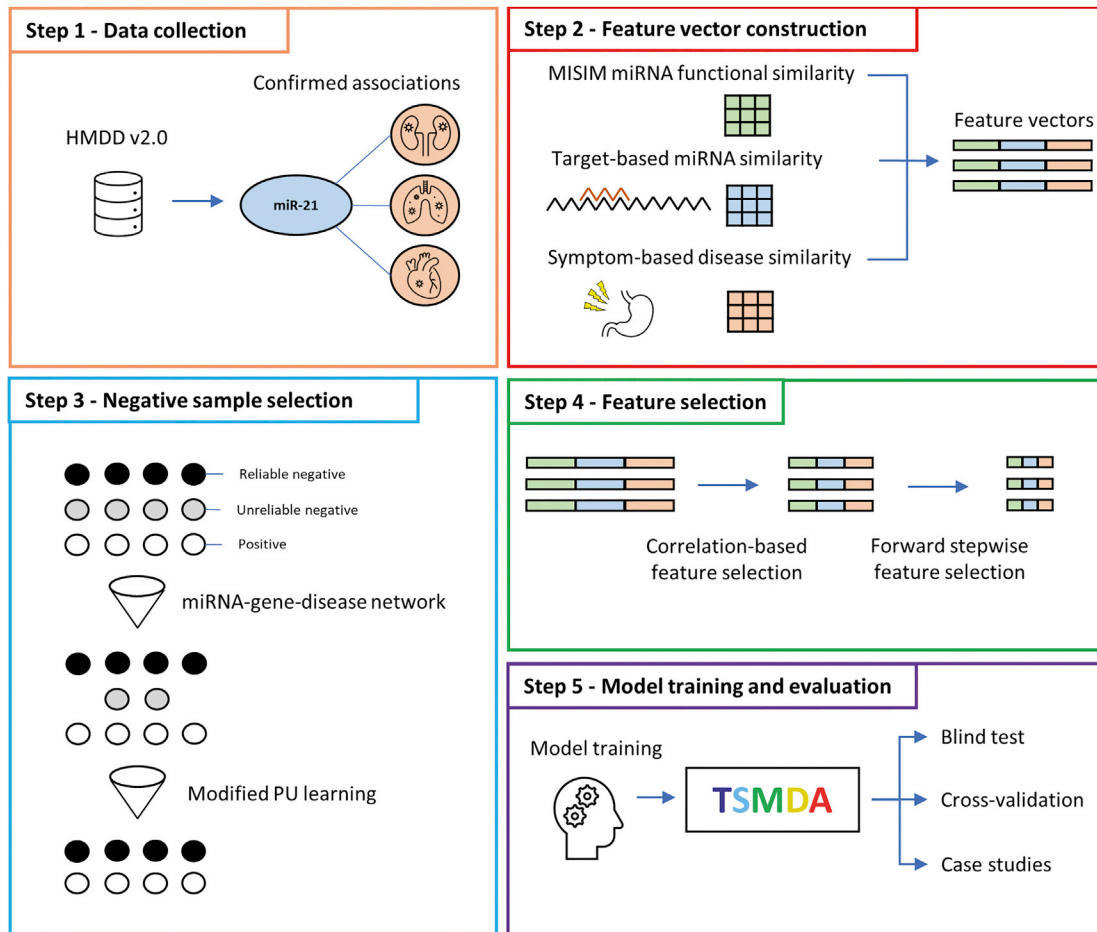 Step 1 - Data collection
Confirmed associations
HMDD v2.0
miR-21
Step 2 - Feature vector construction
MISIM miRNA functional similarity
Feature vectors
Target-based miRNA similarity
Symptom-based disease similarity
Step 3 - Negative sample selection
Reliable negative
Unreliable negative
Positive
miRNA-gene-disease network
Modified PU learning
Step 4 - Feature selection
Correlation-based
feature selection
Forward stepwise
feature selection
Step 5 - Model training and evaluation
Model training
TSMDA
Blind test
Cross-validation
Case studies